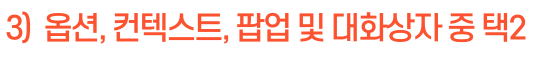 3) 옵션, 컨텍스트, 팝업 및 대화상자 중 택2